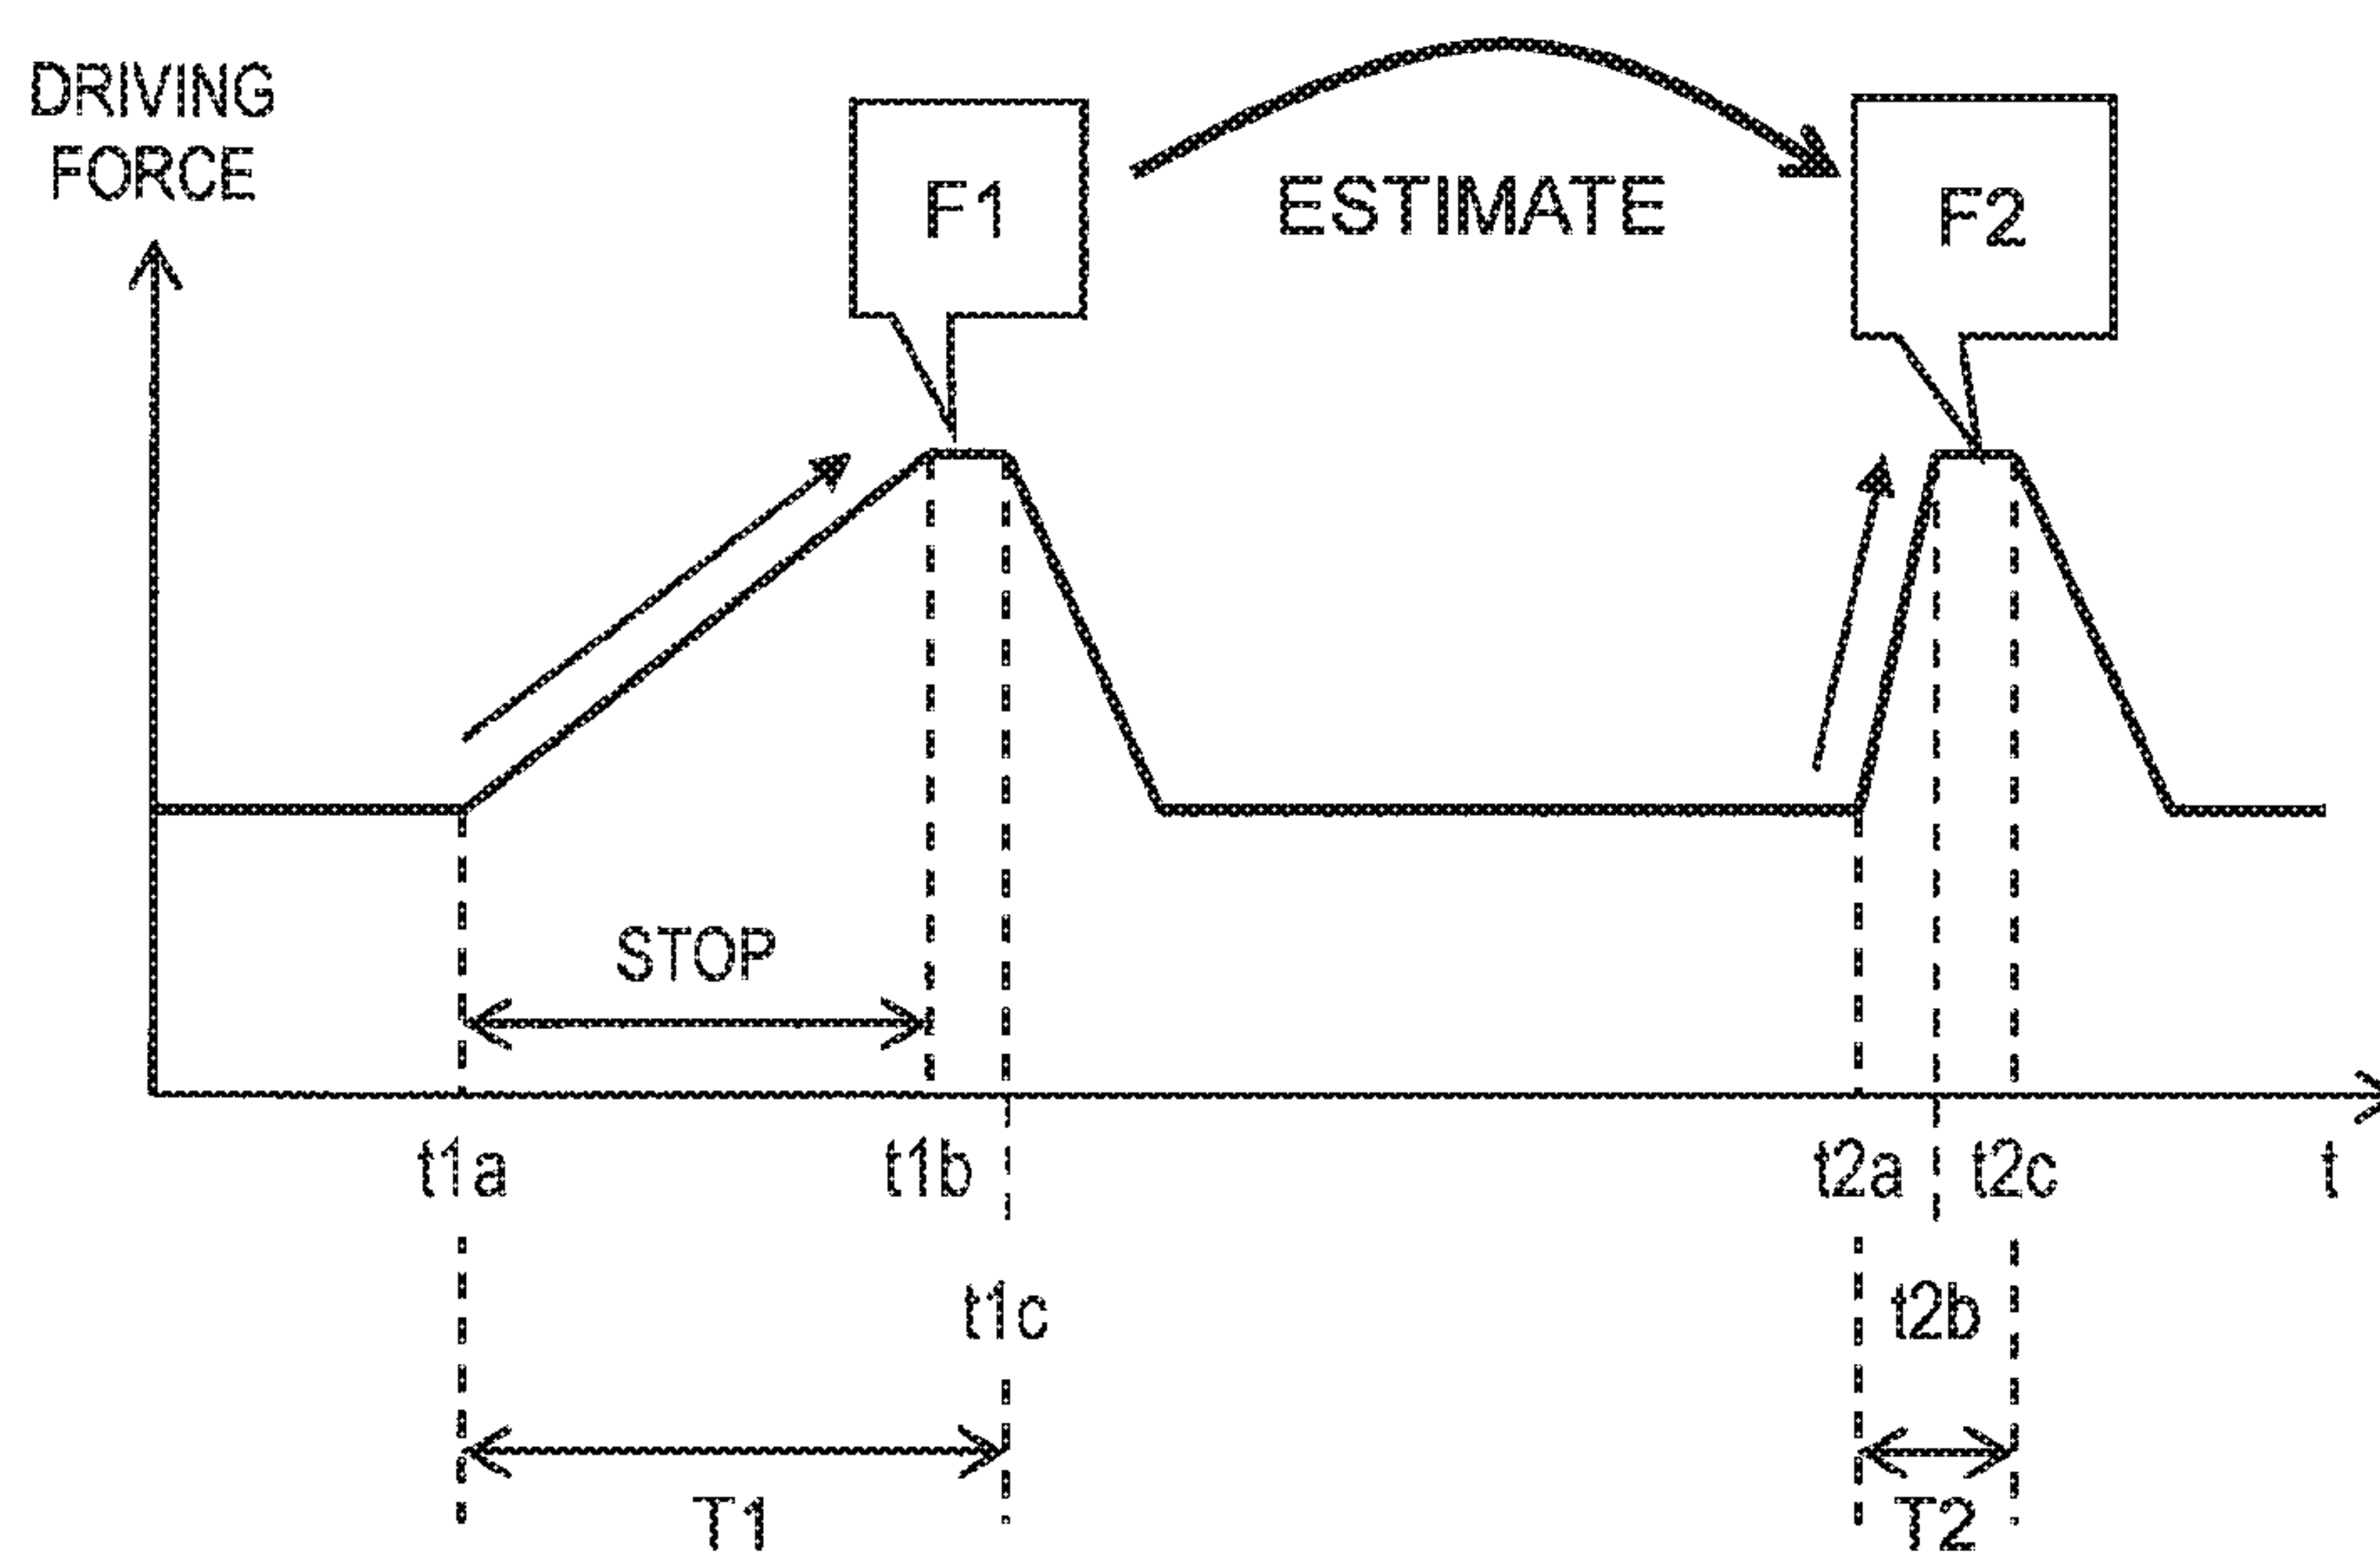 DRIVING
FORCE
F1
ESTIMATE
F2
STOP
t1a
t1b
t2a
t2c
t
t1c
t2b
T1
T2